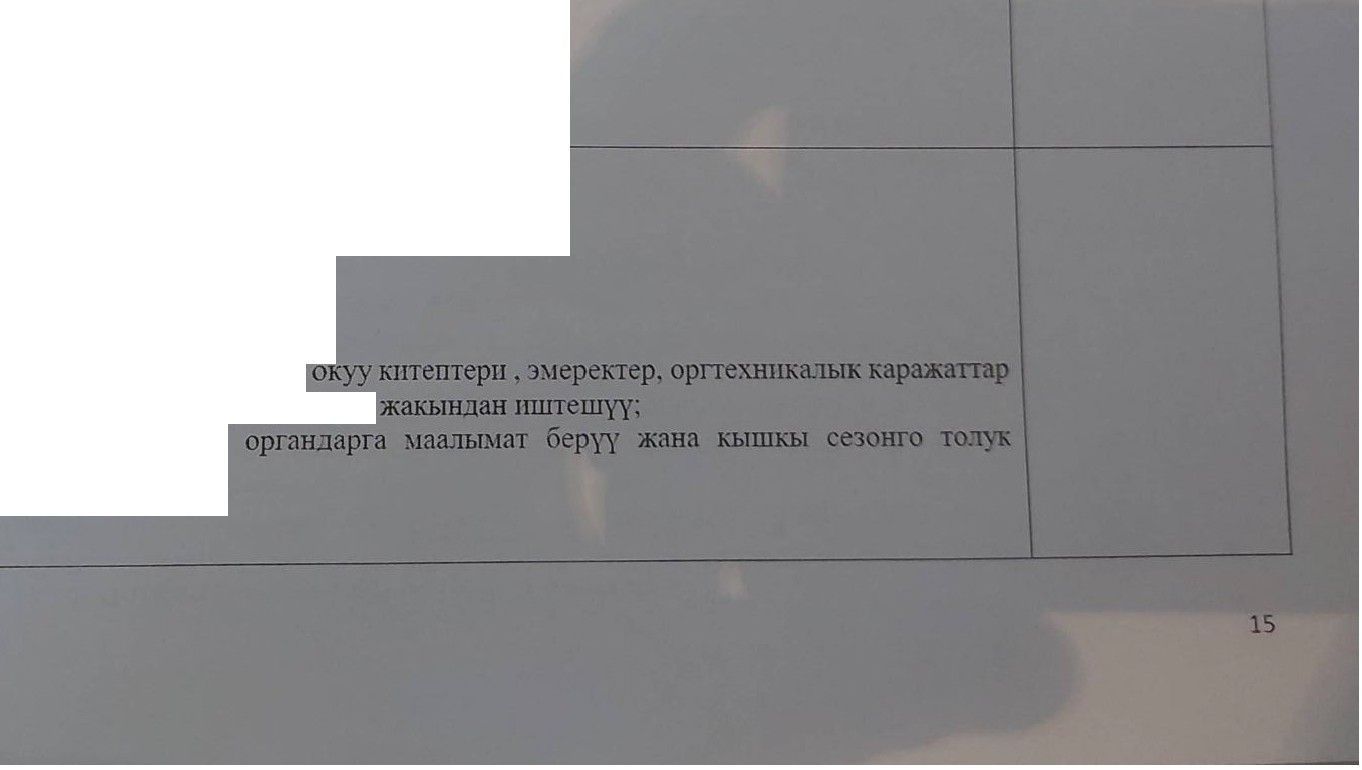 окуу китептери , эмеректер, оргтехникалык каражаттар
жакындан иштешүү;
органдарга маалымат берүү жана кышкы сезонго толук
15